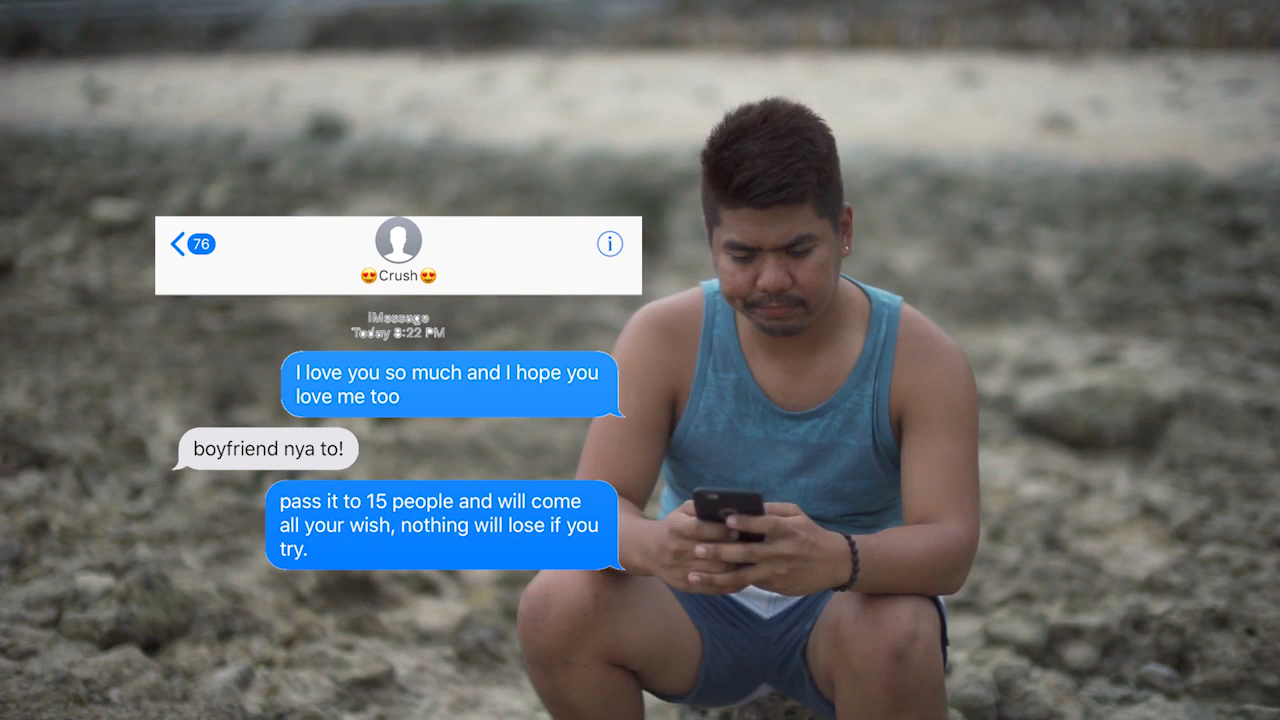 76
😍Crush😍
iMessage
Today 8:22 PM
I love you so much and I hope you
love me too
boyfriend nya to!
pass it to 15 people and will come
all your wish, nothing will lose if you
try.